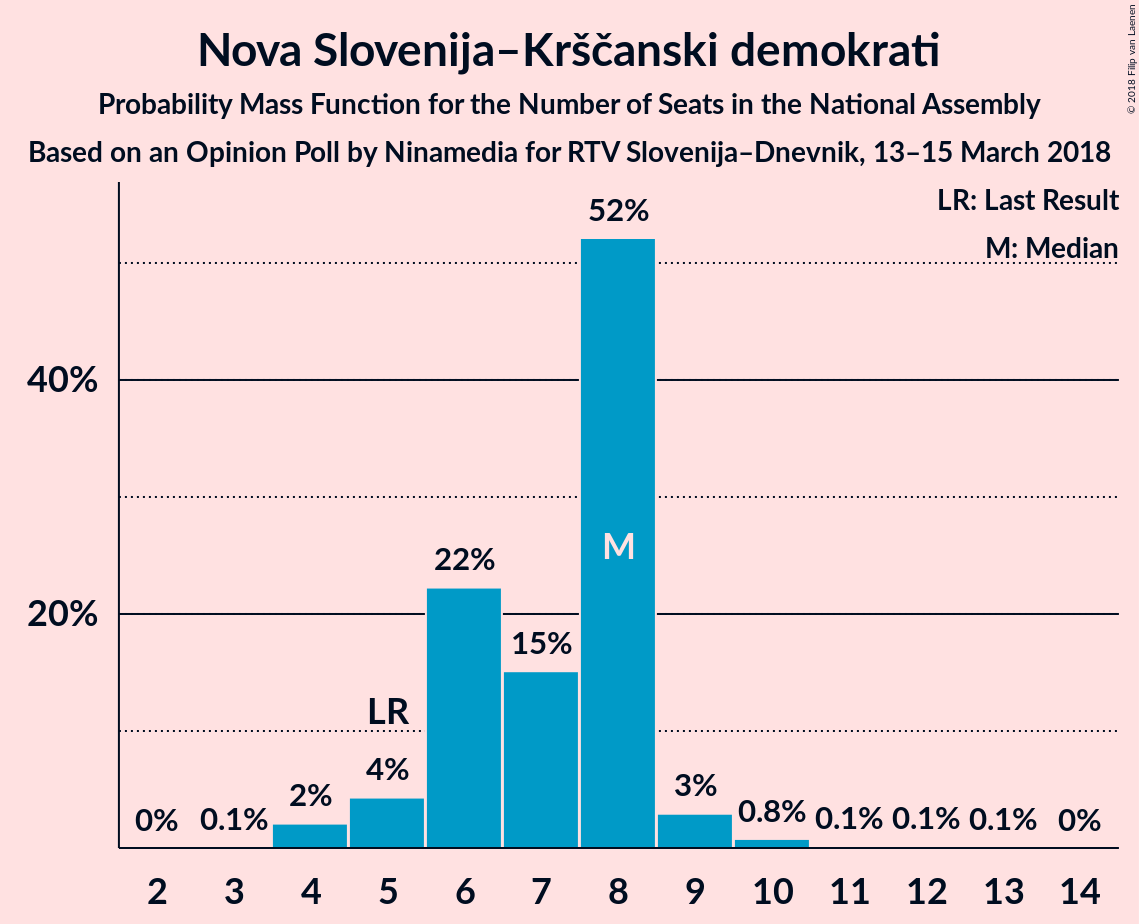 Nova Slovenija–Krščanski demokrati
Probability Mass Function for the Number of Seats in the National Assembly
Based on an Opinion Poll by Ninamedia for RTV Slovenija–Dnevnik, 13–15 March 2018
© 2018 Filip van Laenen
LR: Last Result
M: Median
52%
40%
M
22%
20%
15%
LR
4%
2%
3%
0%
0.1%
0.8%
0.1%
0.1%
0.1%
0%
2 3 4 5 6 7 8 9 10 11 12 13 14